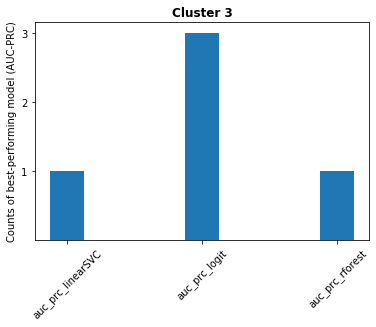 Cluster 3
Counts of best-performing model (AUC-PRC)
3
2
1
auc_prc_linearSVC
auc_prc_logit
auc_prc_rforest